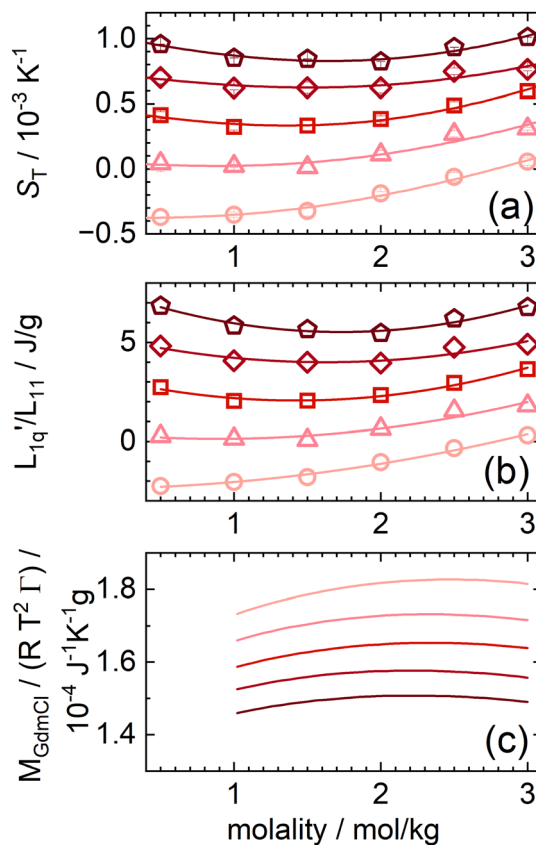 S_T / 10⁻³ K⁻¹
1.0
0.5
0.0
−0.5
(a)
1 2 3
L_1q'/L_11 / J/g
5
0
(b)
1 2 3
M_GdmCl / (R T² Γ) /
10⁻⁴ J⁻¹K⁻¹g
1.8
1.6
1.4
(c)
1 2 3
molality / mol/kg